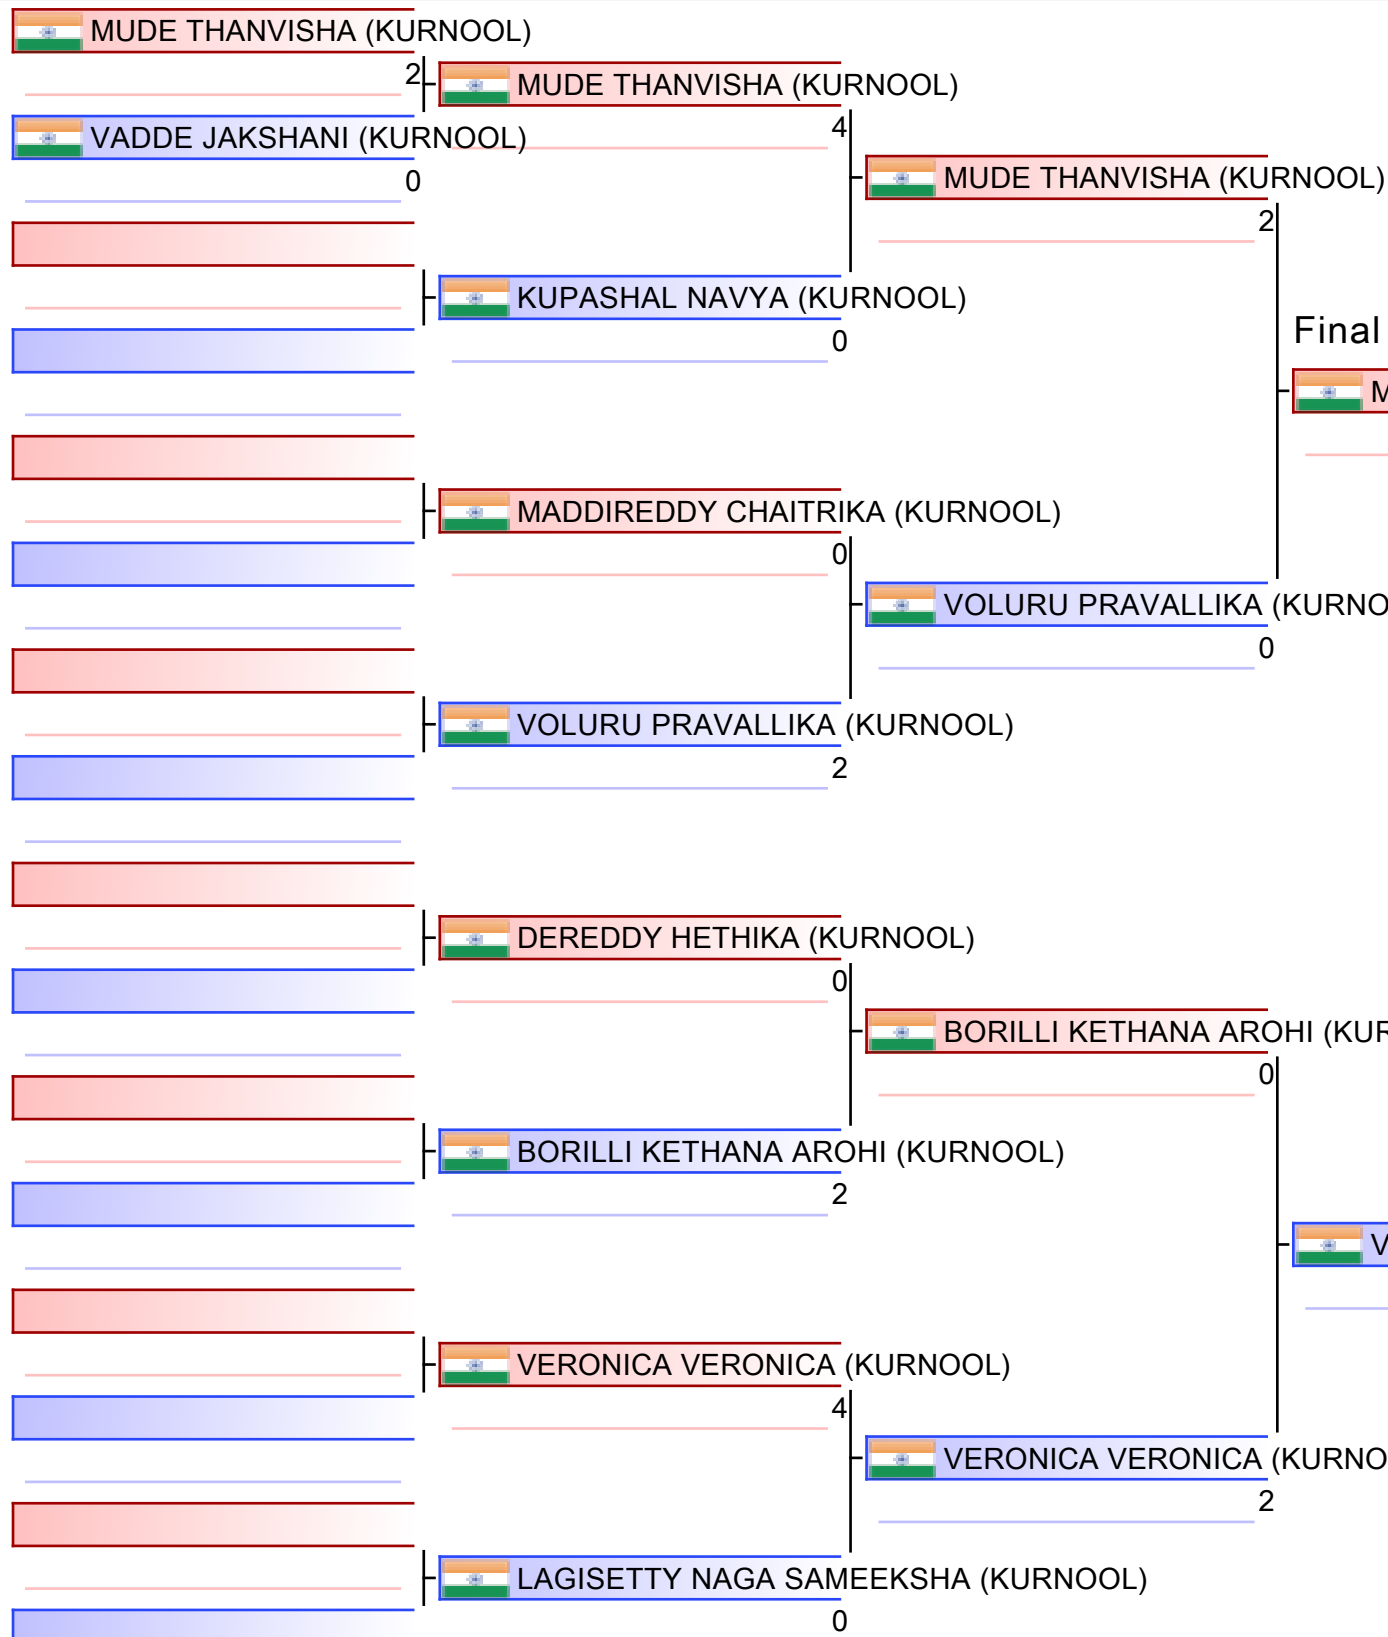 MUDE THANVISHA (KURNOOL)
2
VADDE JAKSHANI (KURNOOL)
0
MUDE THANVISHA (KURNOOL)
4
KUPASHAL NAVYA (KURNOOL)
0
MADDIREDDY CHAITRIKA (KURNOOL)
0
VOLURU PRAVALLIKA (KURNOOL)
2
DEREDDY HETHIKA (KURNOOL)
0
BORILLI KETHANA AROHI (KURNOOL)
2
VERONICA VERONICA (KURNOOL)
4
LAGISETTY NAGA SAMEEKSHA (KURNOOL)
0
MUDE THANVISHA (KURNOOL)
2
VOLURU PRAVALLIKA (KURNO
0
BORILLI KETHANA AROHI (KUR
0
VERONICA VERONICA (KURNO
2
Final
M
V